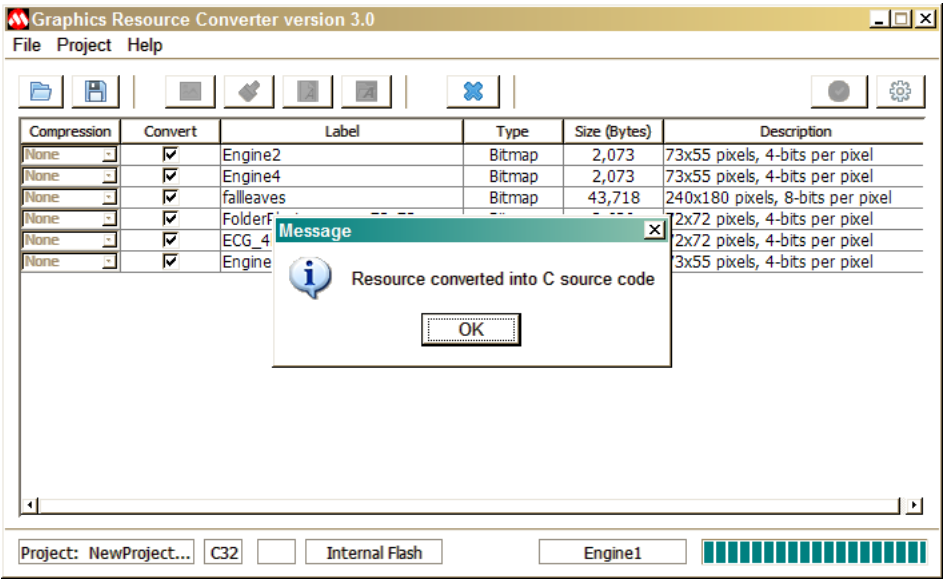 Graphics Resource Converter version 3.0
File Project Help
Compression Convert Label Type Size (Bytes) Description
None Engine2 Bitmap 2,073 73x55 pixels, 4-bits per pixel
None Engine4 Bitmap 2,073 73x55 pixels, 4-bits per pixel
None fallleaves Bitmap 43,718 240x180 pixels, 8-bits per pixel
None 72x72 pixels, 4-bits per pixel
None ECG_4 72x72 pixels, 4-bits per pixel
None Engine 73x55 pixels, 4-bits per pixel
Message
Resource converted into C source code
OK
Project: NewProject... C32 Internal Flash Engine1